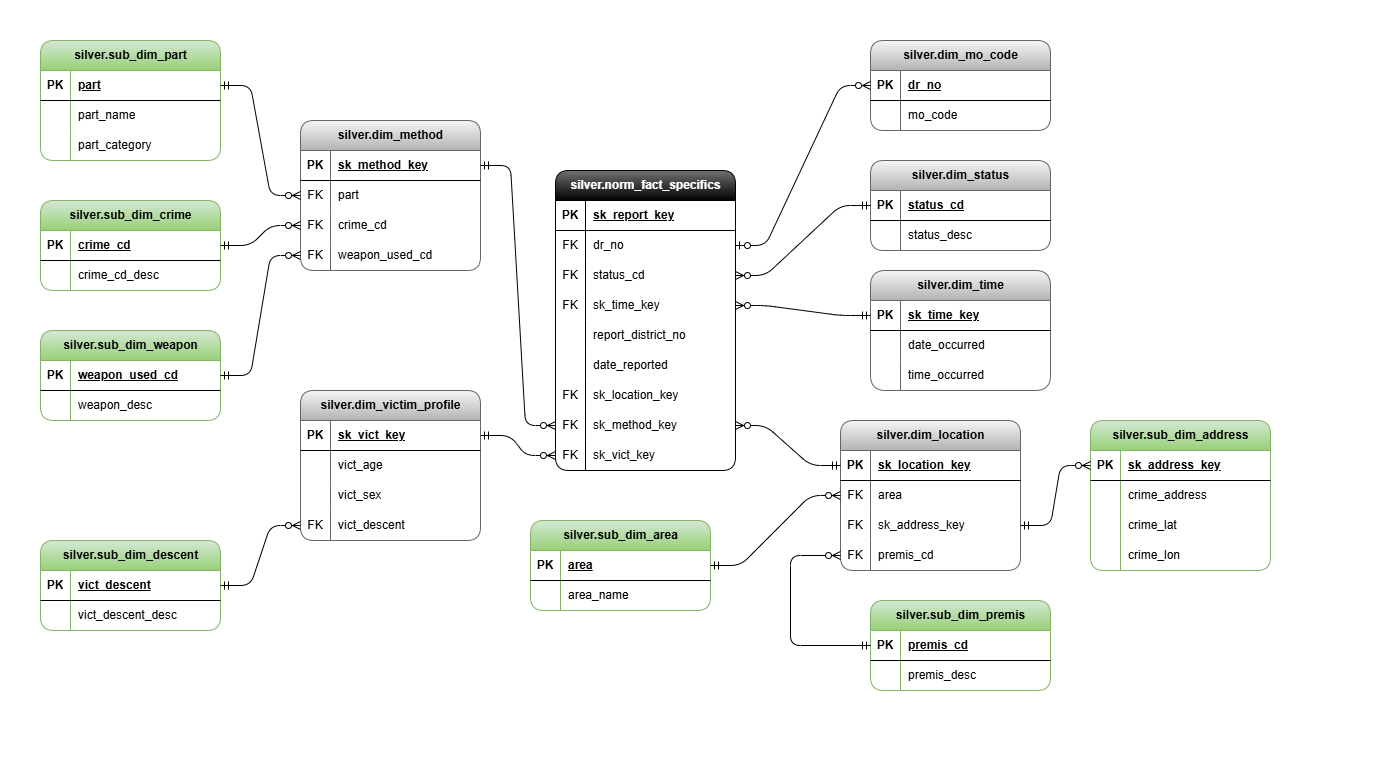 silver.sub_dim_part
PK part
part_name
part_category
silver.sub_dim_crime
PK crime_cd
crime_cd_desc
silver.sub_dim_weapon
PK weapon_used_cd
weapon_desc
silver.sub_dim_descent
PK vict_descent
vict_descent_desc
silver.dim_method
PK sk_method_key
FK part
FK crime_cd
FK weapon_used_cd
silver.dim_victim_profile
PK sk_vict_key
vict_age
vict_sex
FK vict_descent
silver.norm_fact_specifics
PK sk_report_key
FK dr_no
FK status_cd
FK sk_time_key
report_district_no
date_reported
FK sk_location_key
FK sk_method_key
FK sk_vict_key
silver.sub_dim_area
PK area
area_name
silver.dim_mo_code
PK dr_no
mo_code
silver.dim_status
PK status_cd
status_desc
silver.dim_time
PK sk_time_key
date_occurred
time_occurred
silver.dim_location
PK sk_location_key
FK area
FK sk_address_key
FK premis_cd
silver.sub_dim_premis
PK premis_cd
premis_desc
silver.sub_dim_address
PK sk_address_key
crime_address
crime_lat
crime_lon